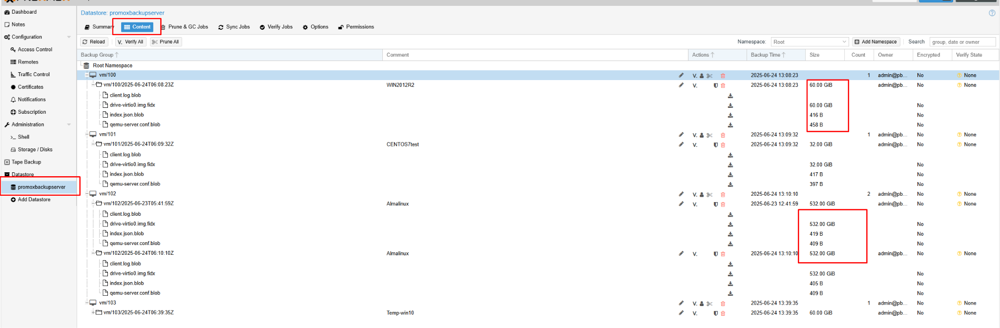 Dashboard
Notes
Configuration
Access Control
Remotes
Traffic Control
Certificates
Notifications
Subscription
Administration
Shell
Storage / Disks
Tape Backup
Datastore
promoxbackupserver
Add Datastore
Datastore: promoxbackupserver
Summary Content Prune & GC Jobs Sync Jobs Verify Jobs Options Permissions
Reload V. Verify All Prune All Namespace: Root Add Namespace Search group, date or owner
Backup Group Comment Actions Backup Time Size Count Owner Encrypted Verify State
Root Namespace
vm/100 V. 2025-06-24 13:08:23 1 admin@pb... No None
vm/100/2025-06-24T06:08:23Z WIN2012R2 V. 2025-06-24 13:08:23 60.00 GiB admin@pb... No None
client.log.blob
drive-virtio0.img.fidx 60.00 GiB No
index.json.blob 416 B No
qemu-server.conf.blob 458 B No
vm/101 V. 2025-06-24 13:09:32 1 admin@pb... No None
vm/101/2025-06-24T06:09:32Z CENTOS7test V. 2025-06-24 13:09:32 32.00 GiB admin@pb... No None
client.log.blob
drive-virtio0.img.fidx 32.00 GiB No
index.json.blob 417 B No
qemu-server.conf.blob 397 B No
vm/102 V. 2025-06-24 13:10:10 2 admin@pb... No None
vm/102/2025-06-23T05:41:59Z Almalinux V. 2025-06-23 12:41:59 532.00 GiB admin@pb... No None
client.log.blob
drive-virtio0.img.fidx 532.00 GiB No
index.json.blob 419 B No
qemu-server.conf.blob 409 B No
vm/102/2025-06-24T06:10:10Z Almalinux V. 2025-06-24 13:10:10 532.00 GiB admin@pb... No None
client.log.blob
drive-virtio0.img.fidx 532.00 GiB No
index.json.blob 405 B No
qemu-server.conf.blob 409 B No
vm/103 V. 2025-06-24 13:39:35 1 admin@pb... No None
vm/103/2025-06-24T06:39:35Z Temp-win10 V. 2025-06-24 13:39:35 60.00 GiB admin@pb... No None